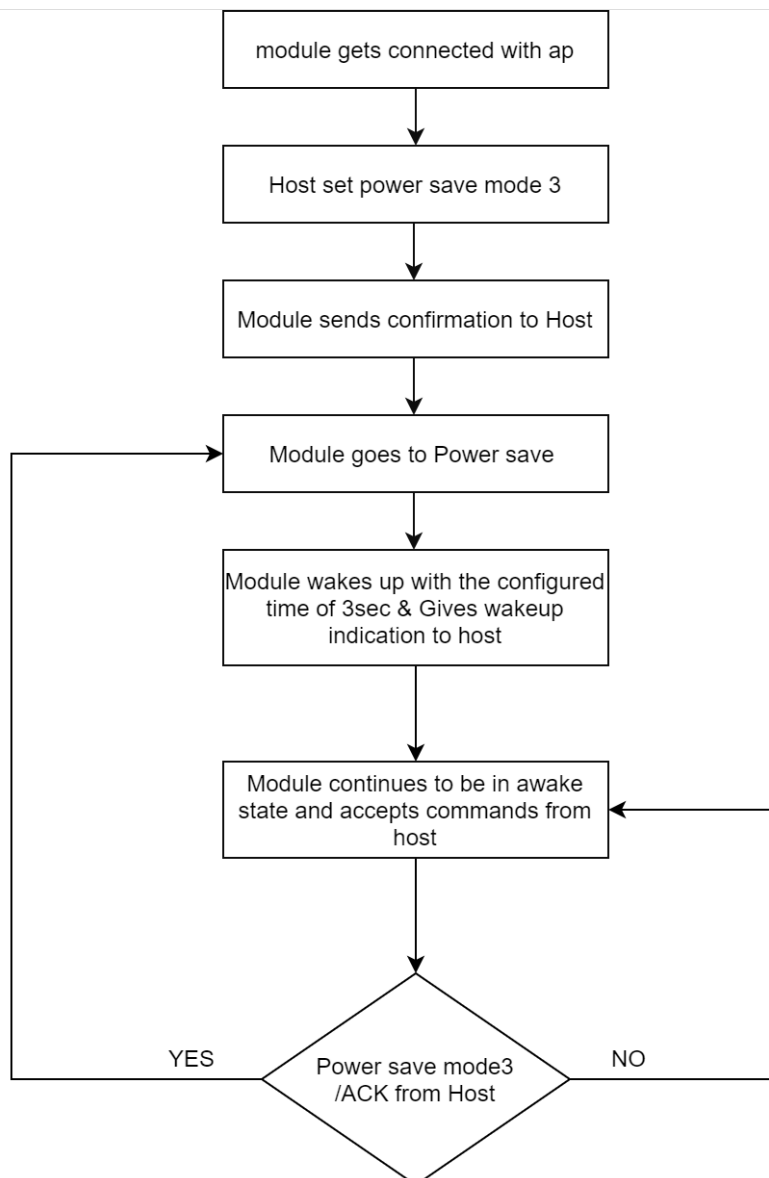 module gets connected with ap
Host set power save mode 3
Module sends confirmation to Host
Module goes to Power save
Module wakes up with the configured
time of 3sec & Gives wakeup
indication to host
Module continues to be in awake
state and accepts commands from
host
YES
Power save mode3
/ACK from Host
NO